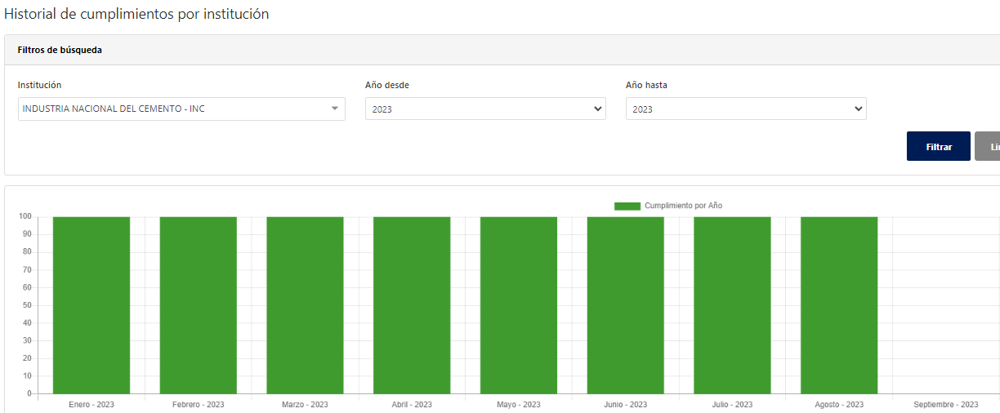 Historial de cumplimientos por institución
Filtros de búsqueda
Institución Año desde Año hasta
INDUSTRIA NACIONAL DEL CEMENTO - INC 2023 2023
Filtrar
Cumplimiento por Año
100
90
80
70
60
50
40
30
20
10
0
Enero - 2023 Febrero - 2023 Marzo - 2023 Abril - 2023 Mayo - 2023 Junio - 2023 Julio - 2023 Agosto - 2023 Septiembre - 2023